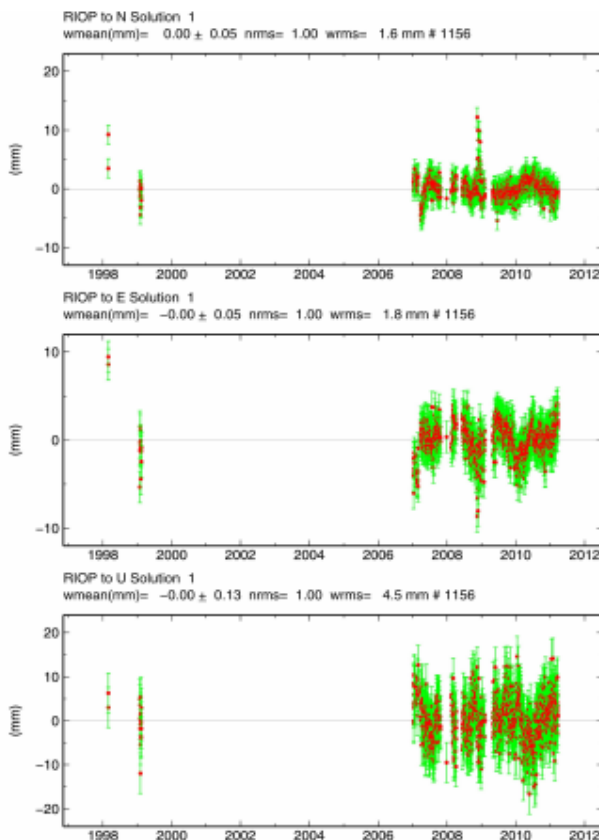 RIOP to N Solution 1
wmean(mm)= 0.00 ± 0.05 nrms= 1.00 wrms= 1.6 mm # 1156
20
10
0
−10
(mm)
1998 2000 2002 2004 2006 2008 2010 2012
RIOP to E Solution 1
wmean(mm)= −0.00 ± 0.05 nrms= 1.00 wrms= 1.8 mm # 1156
10
0
−10
(mm)
1998 2000 2002 2004 2006 2008 2010 2012
RIOP to U Solution 1
wmean(mm)= −0.00 ± 0.13 nrms= 1.00 wrms= 4.5 mm # 1156
20
10
0
−10
−20
(mm)
1998 2000 2002 2004 2006 2008 2010 2012